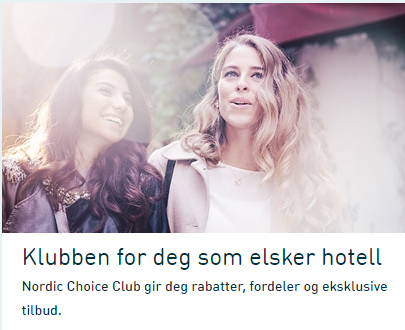 Klubben for deg som elsker hotell
Nordic Choice Club gir deg rabatter, fordeler og eksklusive
tilbud.